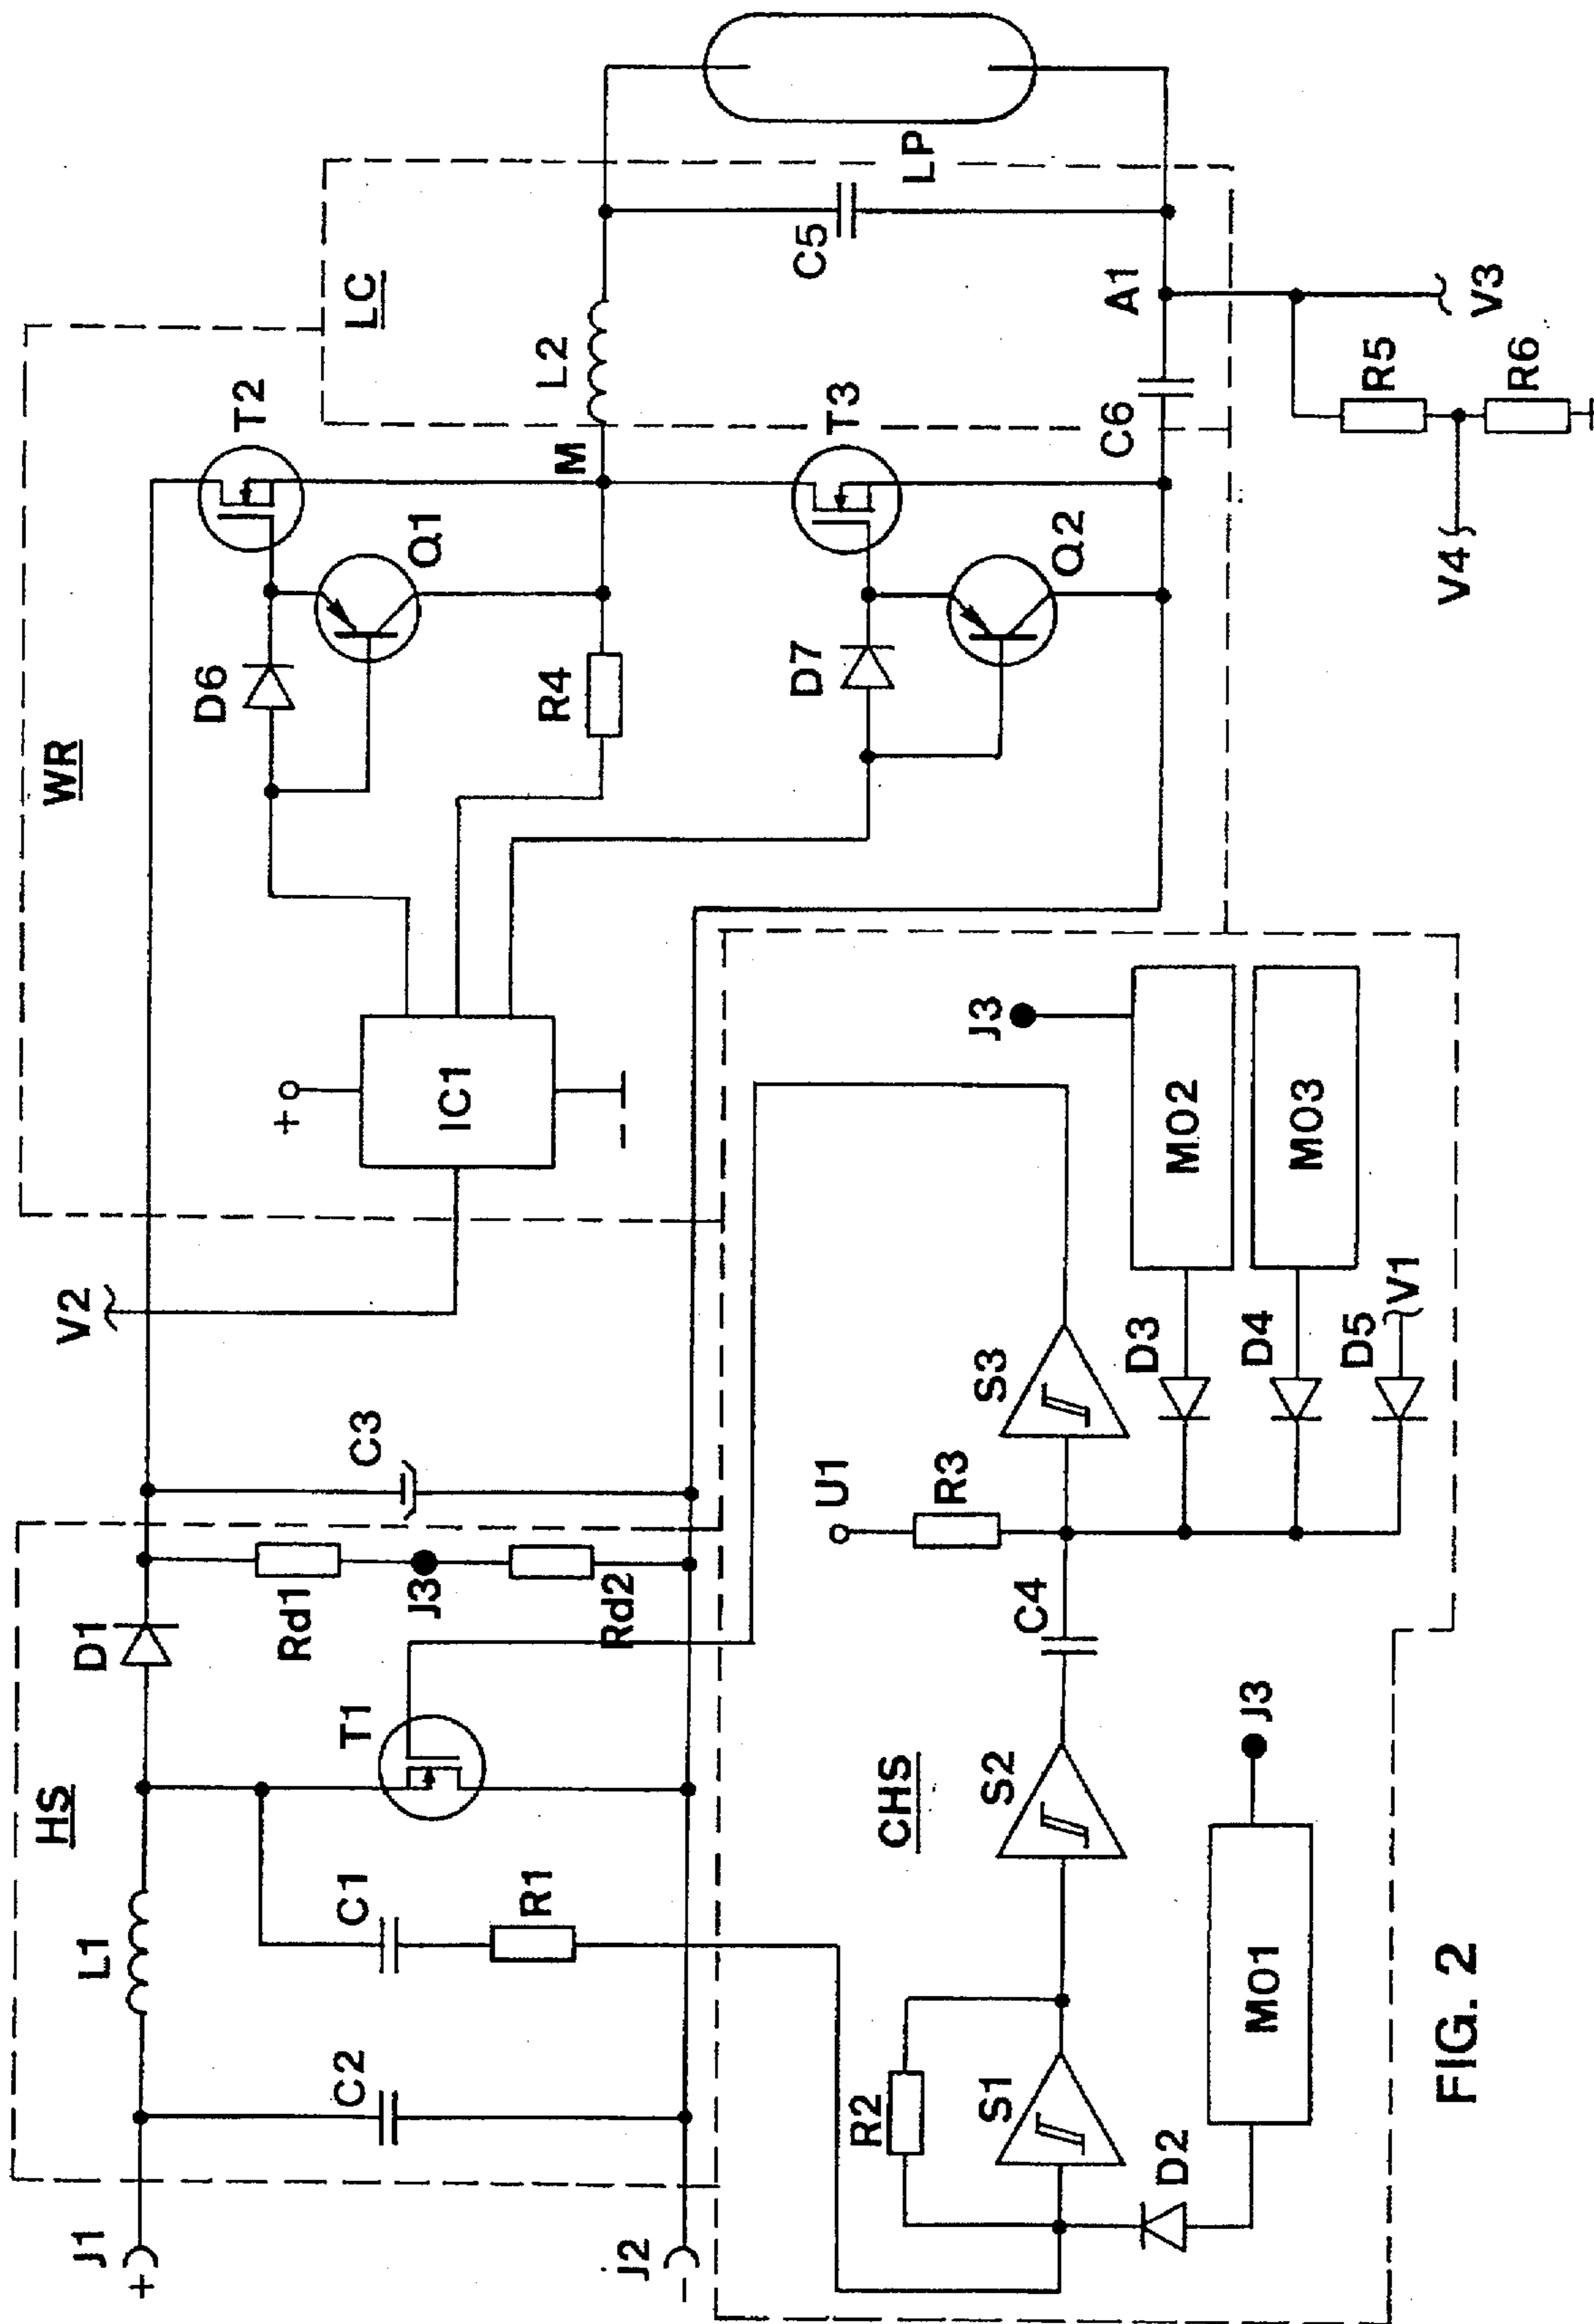 J1
+
L1
D1
V2
WR
HS
C2
C1
R1
T1
Rd1
J3
Rd2
C3
+
IC1
–
D6
Q1
T2
R4
M
L2
LC
D7
Q2
T3
C5
LP
C6
A1
J2
–
CHS
R2
S1
S2
C4
U1
R3
S3
D2
MO1
J3
D3
D4
D5
V1
J3
MO2
MO3
V4
R5
R6
V3
FIG. 2